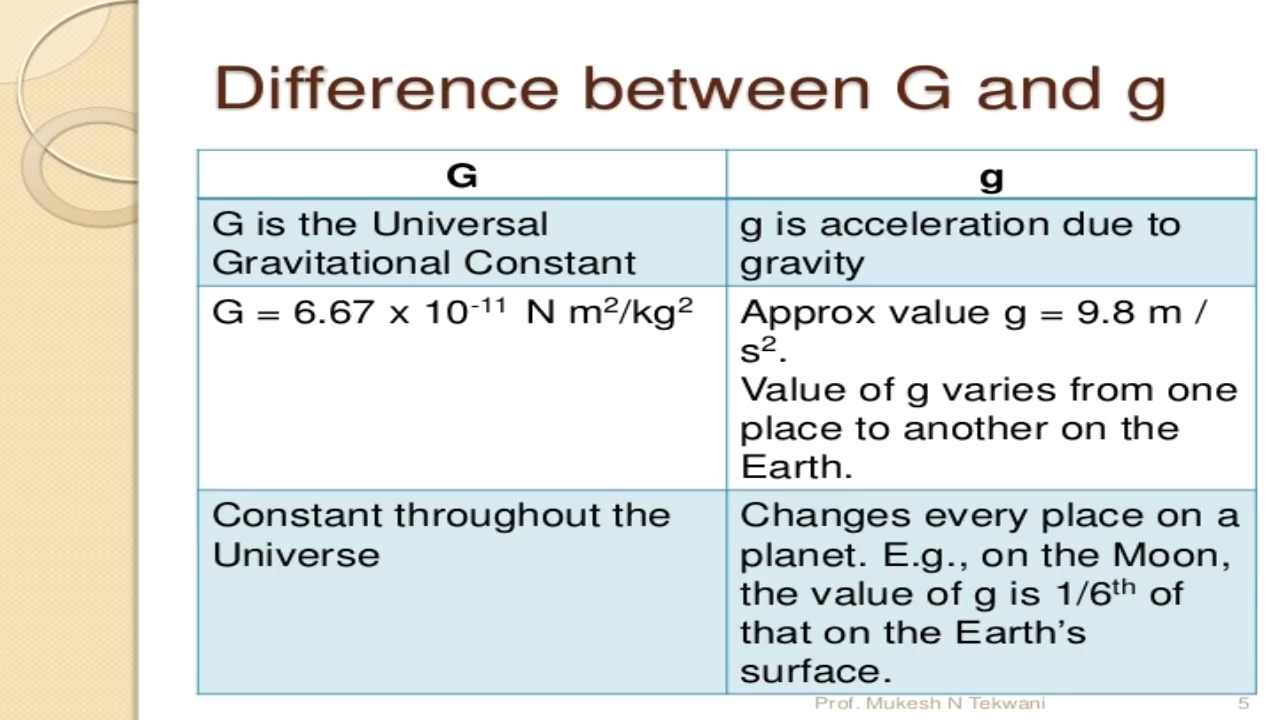 Difference between G and g
G
g
G is the Universal
Gravitational Constant
g is acceleration due to
gravity
G = 6.67 x 10⁻¹¹ N m²/kg²
Approx value g = 9.8 m /
s².
Value of g varies from one
place to another on the
Earth.
Constant throughout the
Universe
Changes every place on a
planet. E.g., on the Moon,
the value of g is 1/6ᵗʰ of
that on the Earth’s
surface.
Prof. Mukesh N Tekwani
5